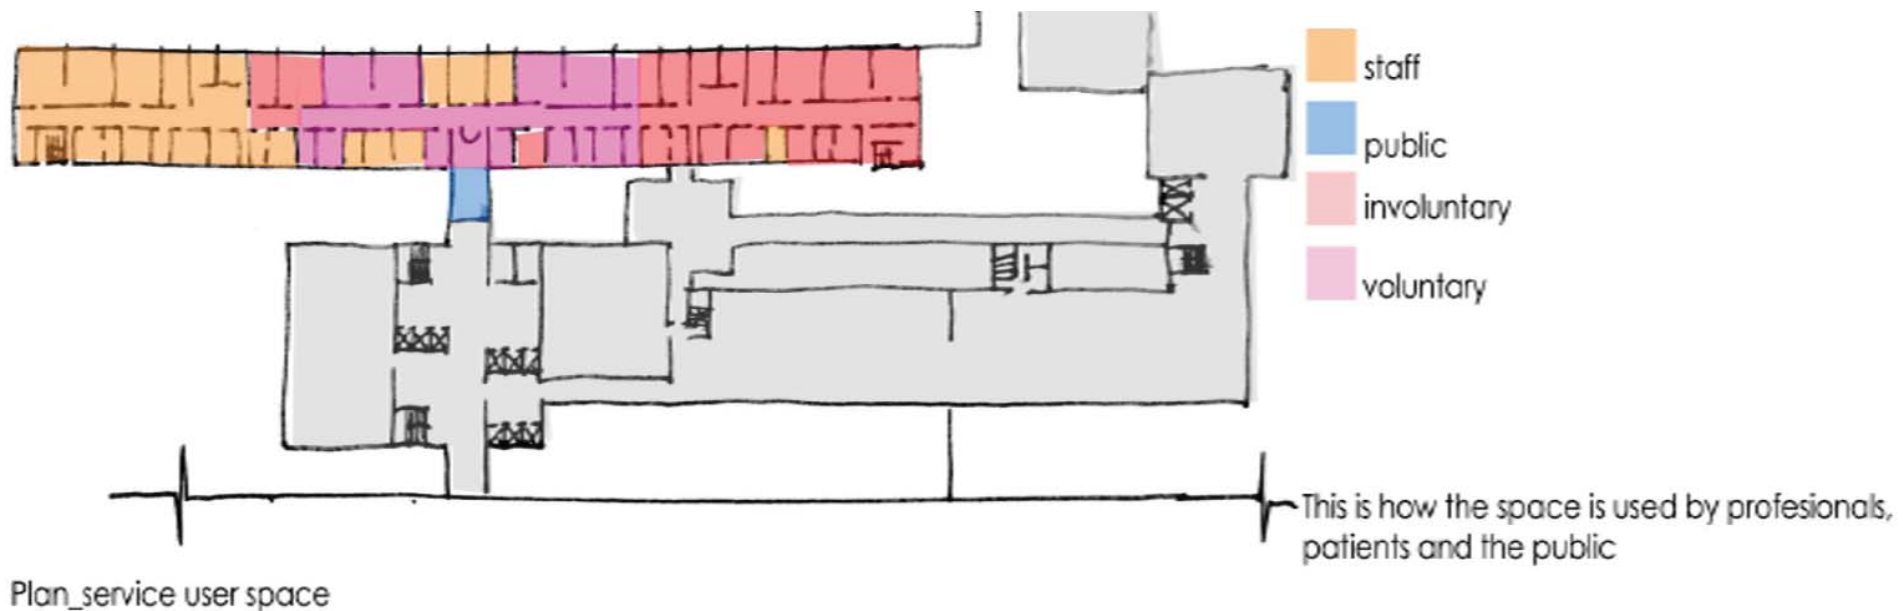 staff
public
involuntary
voluntary
This is how the space is used by profesionals,
patients and the public
Plan_service user space